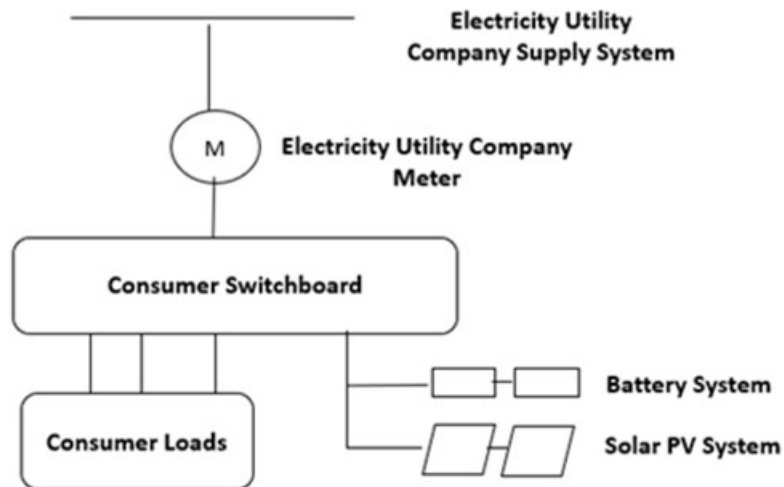 Electricity Utility
Company Supply System
M
Electricity Utility Company
Meter
Consumer Switchboard
Battery System
Consumer Loads
Solar PV System